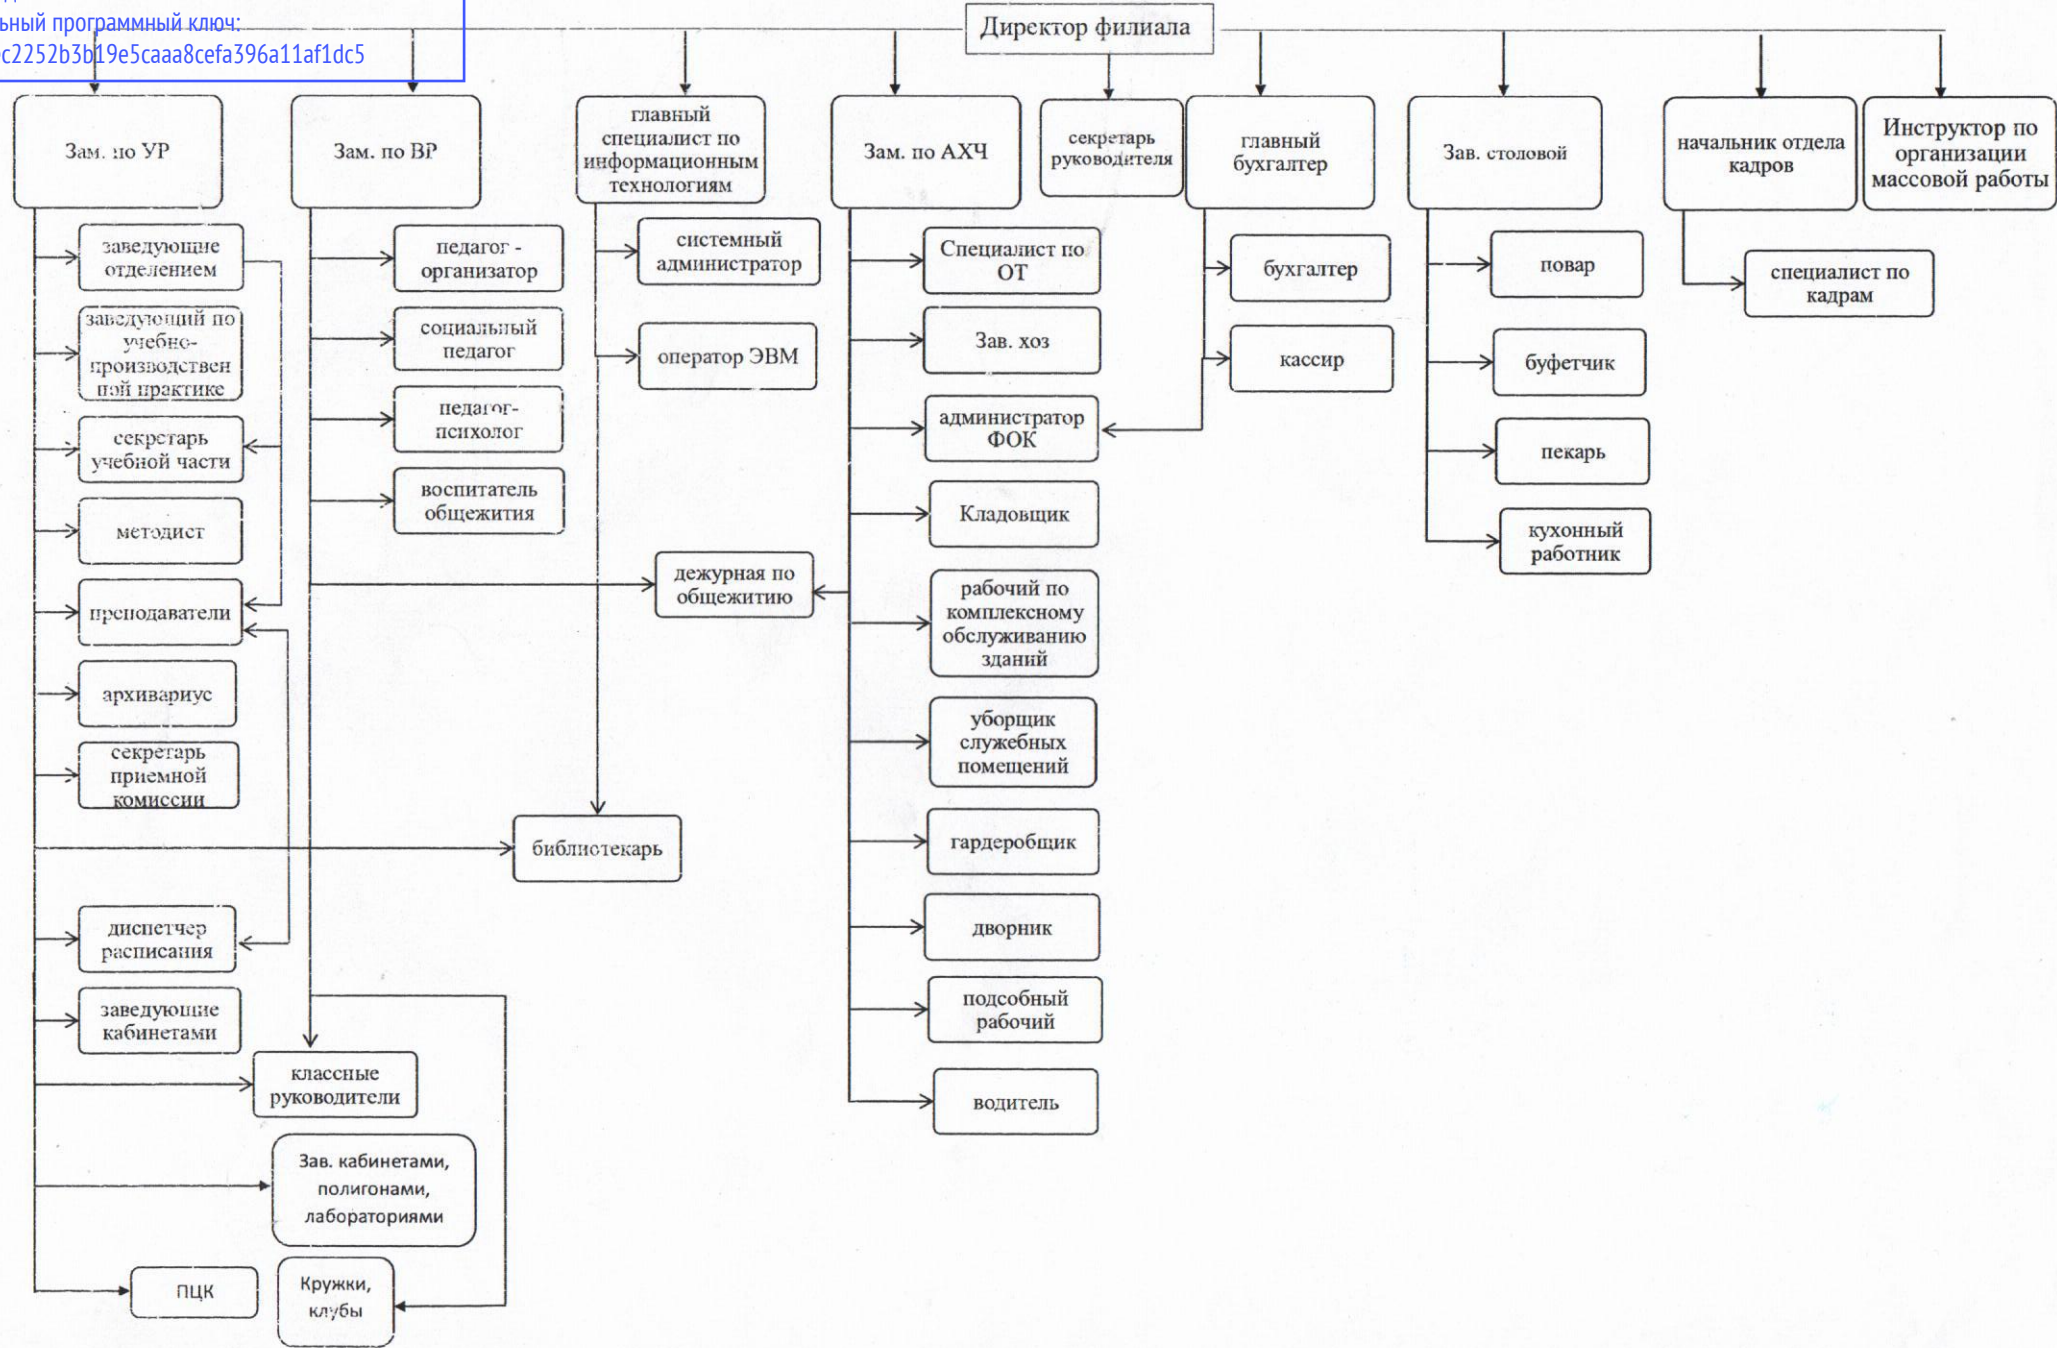 льный программный ключ:
c2252b3b19e5caaa8cefa396a11af1dc5
Директор филиала
Зам. по УР
Зам. по ВР
главный
специалист по
информационным
технологиям
Зам. по АХЧ
секретарь
руководителя
главный
бухгалтер
Зав. столовой
начальник отдела
кадров
Инструктор по
организации
массовой работы
заведующие
отделением
заведующий по
учебно-
производствен
ной практике
секретарь
учебной части
методист
преподаватели
архивариус
секретарь
приемной
комиссии
диспетчер
расписания
заведующие
кабинетами
классные
руководители
Зав. кабинетами,
полигонами,
лабораториями
ПЦК
Кружки,
клубы
педагог -
организатор
социальный
педагог
педагог-
психолог
воспитатель
общежития
дежурная по
общежитию
библиотекарь
системный
администратор
оператор ЭВМ
Специалист по
ОТ
Зав. хоз
администратор
ФОК
Кладовщик
рабочий по
комплексному
обслуживанию
зданий
уборщик
служебных
помещений
гардеробщик
дворник
подсобный
рабочий
водитель
бухгалтер
кассир
повар
буфетчик
пекарь
кухонный
работник
специалист по
кадрам